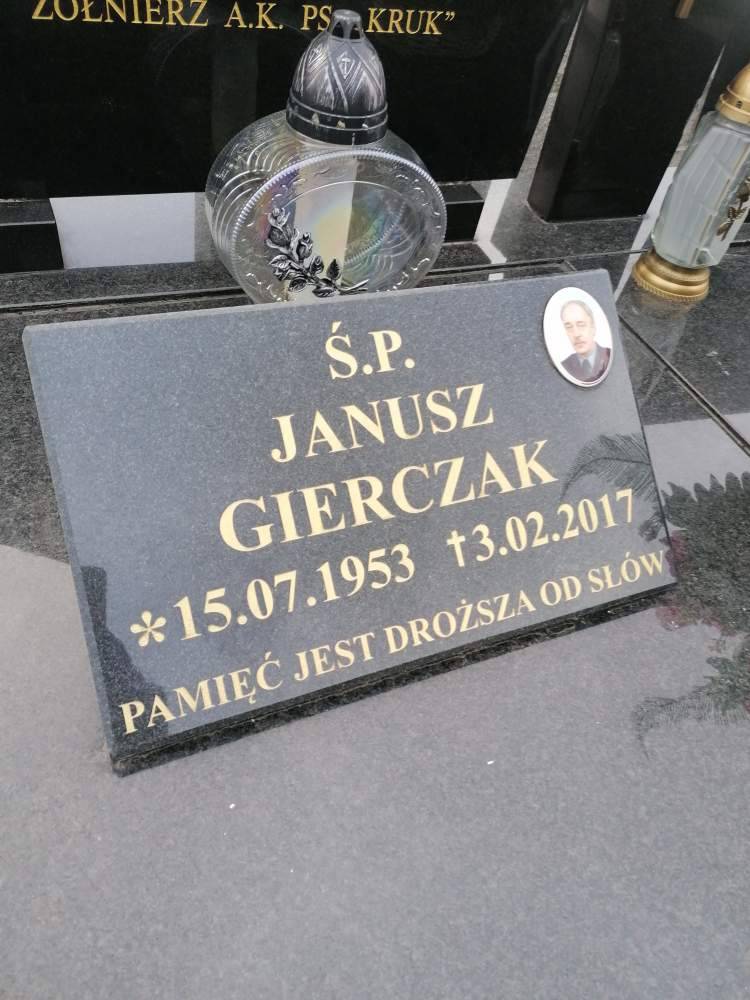 ŻOŁNIERZ A.K. PS. „KRUK”
Ś.P.
JANUSZ
GIERCZAK
*15.07.1953 †3.02.2017
PAMIĘĆ JEST DROŻSZA OD SŁÓW